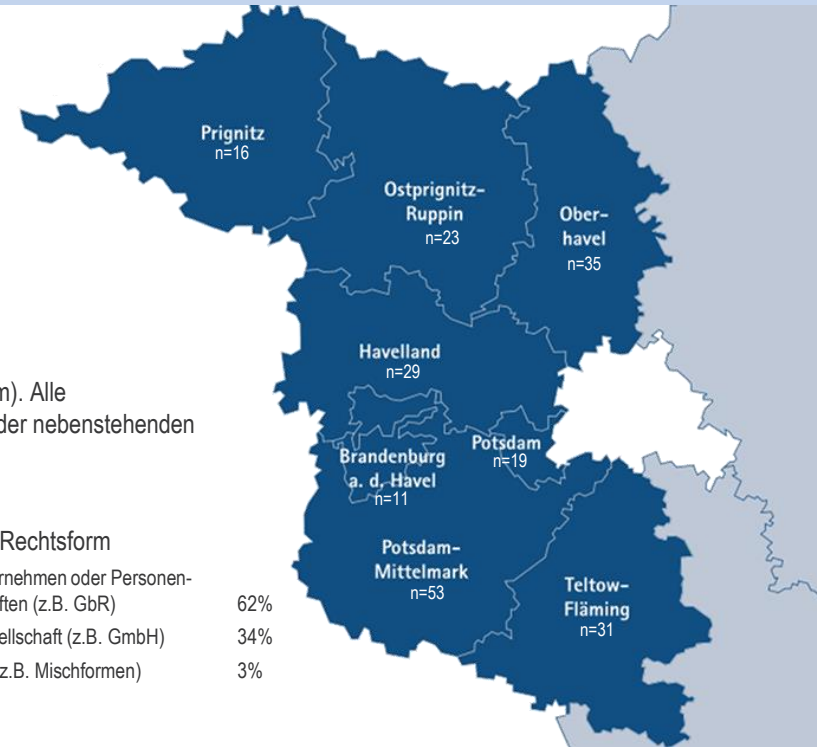 Prignitz
n=16
Ostprignitz-
Ruppin
n=23
Ober-
havel
n=35
Havelland
n=29
Potsdam
n=19
Brandenburg
a. d. Havel
n=11
Potsdam-
Mittelmark
n=53
Teltow-
Fläming
n=31
m). Alle
der nebenstehenden
Rechtsform
rnehmen oder Personen-
ften (z.B. GbR) 62%
ellschaft (z.B. GmbH) 34%
z.B. Mischformen) 3%